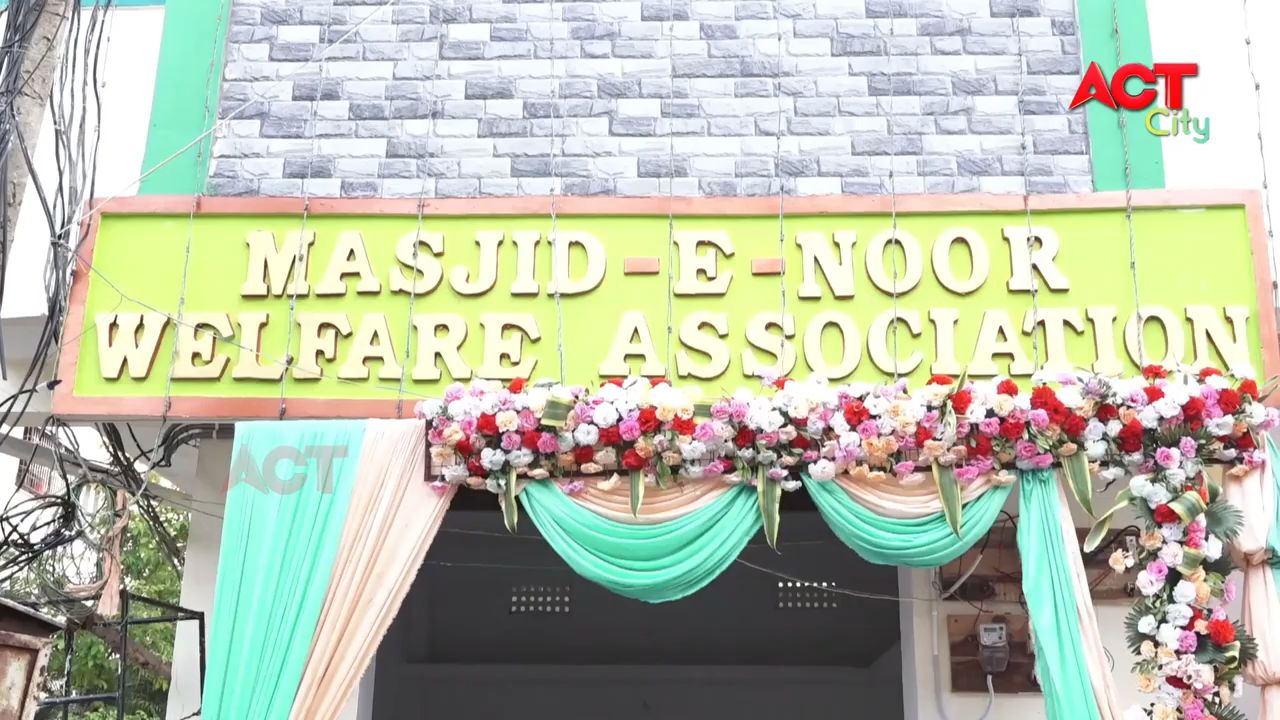 ACT
City
MASJID-E-NOOR
WELFARE ASSOCIATION
ACT